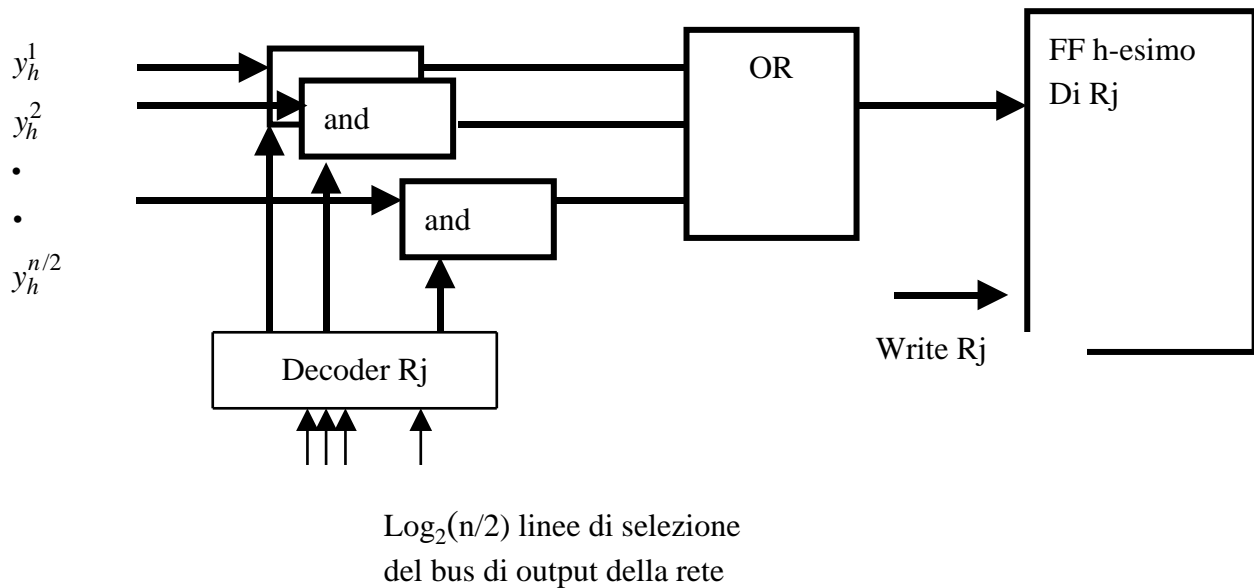 y_h^1
y_h^2
•
•
y_h^{n/2}
and
and
OR
FF h-esimo
Di Rj
Write Rj
Decoder Rj
Log₂(n/2) linee di selezione
del bus di output della rete